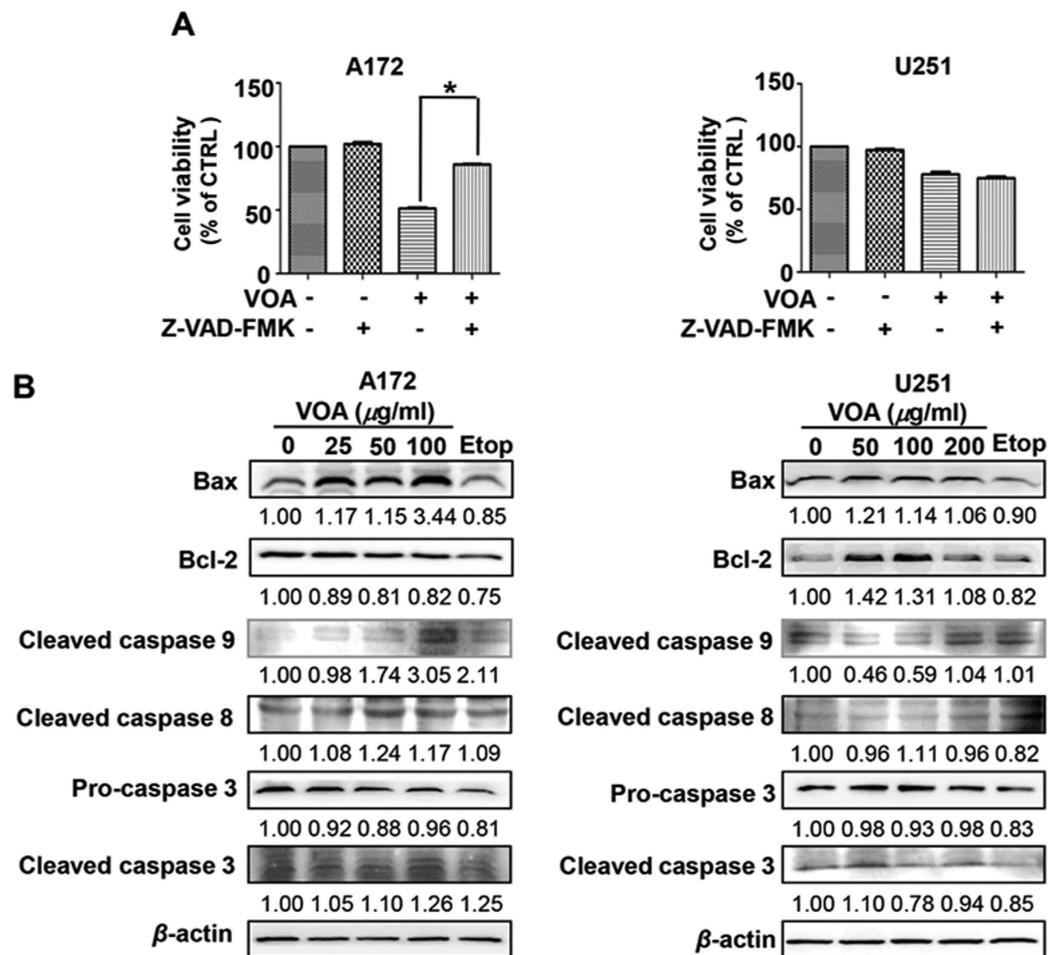 A
A172
150
100
50
0
Cell viability
(% of CTRL )
VOA - - + +
Z-VAD-FMK - + - +
U251
150
100
50
0
Cell viability
(% of CTRL )
VOA - - + +
Z-VAD-FMK - + - +
*
B
A172
VOA (μg/ml)
0 25 50 100 Etop
Bax
1.00 1.17 1.15 3.44 0.85
Bcl-2
1.00 0.89 0.81 0.82 0.75
Cleaved caspase 9
1.00 0.98 1.74 3.05 2.11
Cleaved caspase 8
1.00 1.08 1.24 1.17 1.09
Pro-caspase 3
1.00 0.92 0.88 0.96 0.81
Cleaved caspase 3
1.00 1.05 1.10 1.26 1.25
β-actin
U251
VOA (μg/ml)
0 50 100 200 Etop
Bax
1.00 1.21 1.14 1.06 0.90
Bcl-2
1.00 1.42 1.31 1.08 0.82
Cleaved caspase 9
1.00 0.46 0.59 1.04 1.01
Cleaved caspase 8
1.00 0.96 1.11 0.96 0.82
Pro-caspase 3
1.00 0.98 0.93 0.98 0.83
Cleaved caspase 3
1.00 1.10 0.78 0.94 0.85
β-actin